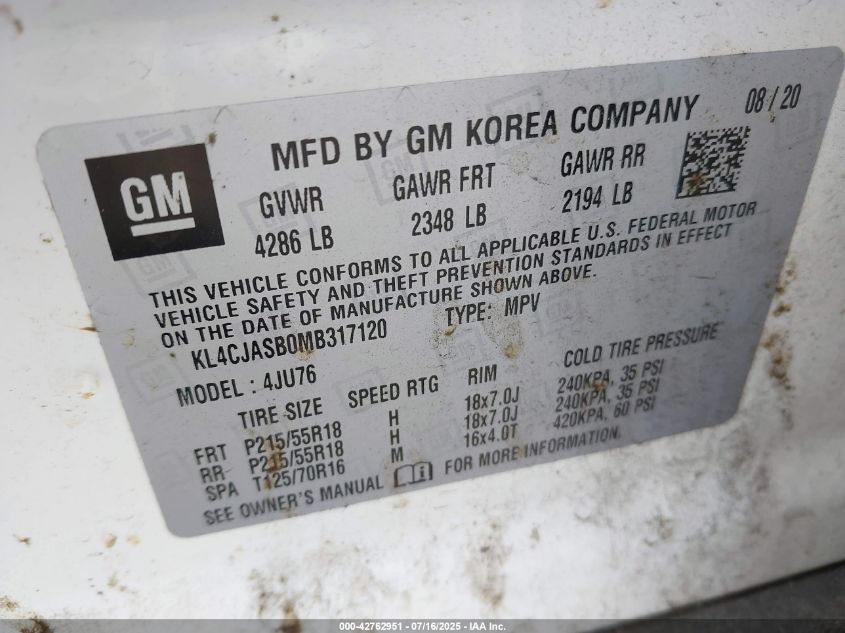 GM
MFD BY GM KOREA COMPANY 08 / 20
GVWR GAWR FRT GAWR RR
4286 LB 2348 LB 2194 LB
THIS VEHICLE CONFORMS TO ALL APPLICABLE U.S. FEDERAL MOTOR
VEHICLE SAFETY AND THEFT PREVENTION STANDARDS IN EFFECT
ON THE DATE OF MANUFACTURE SHOWN ABOVE.
KL4CJASB0MB317120 TYPE: MPV
MODEL : 4JU76
TIRE SIZE SPEED RTG RIM COLD TIRE PRESSURE
FRT P215/55R18 H 18x7.0J 240KPA, 35 PSI
RR P215/55R18 H 18x7.0J 240KPA, 35 PSI
SPA T125/70R16 M 16x4.0T 420KPA, 60 PSI
SEE OWNER'S MANUAL FOR MORE INFORMATION.
000-42762951 - 07/16/2025 - IAA Inc.